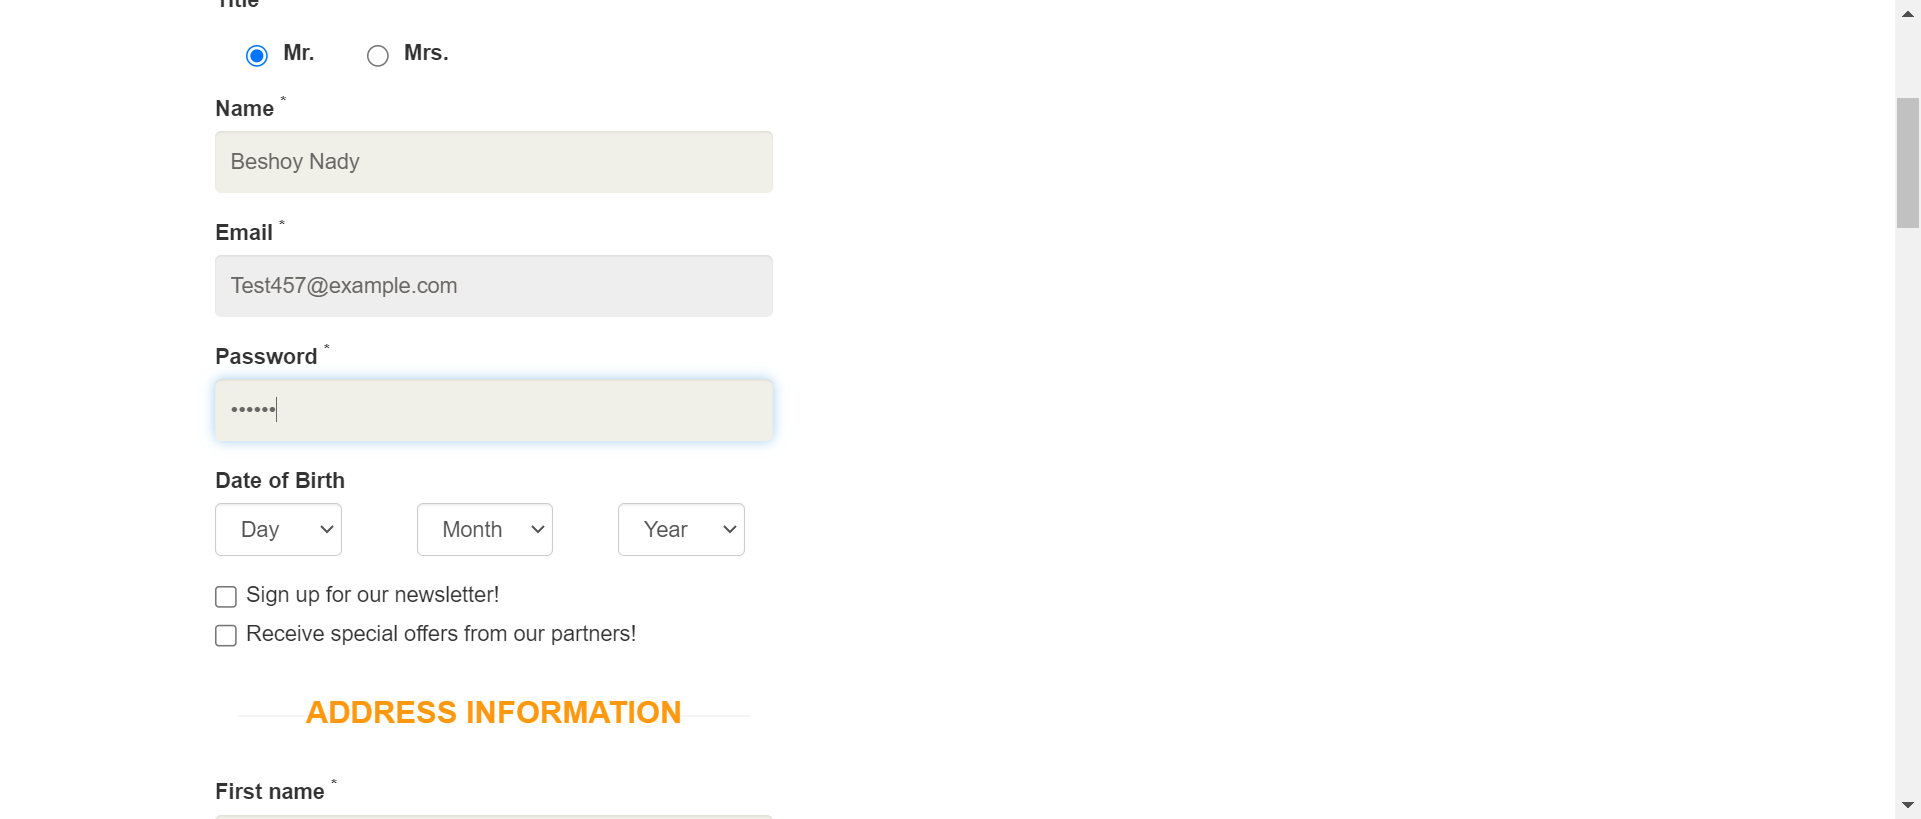 Title
Mr. Mrs.
Name *
Beshoy Nady
Email *
Test457@example.com
Password *
••••••
Date of Birth
Day Month Year
Sign up for our newsletter!
Receive special offers from our partners!
ADDRESS INFORMATION
First name *